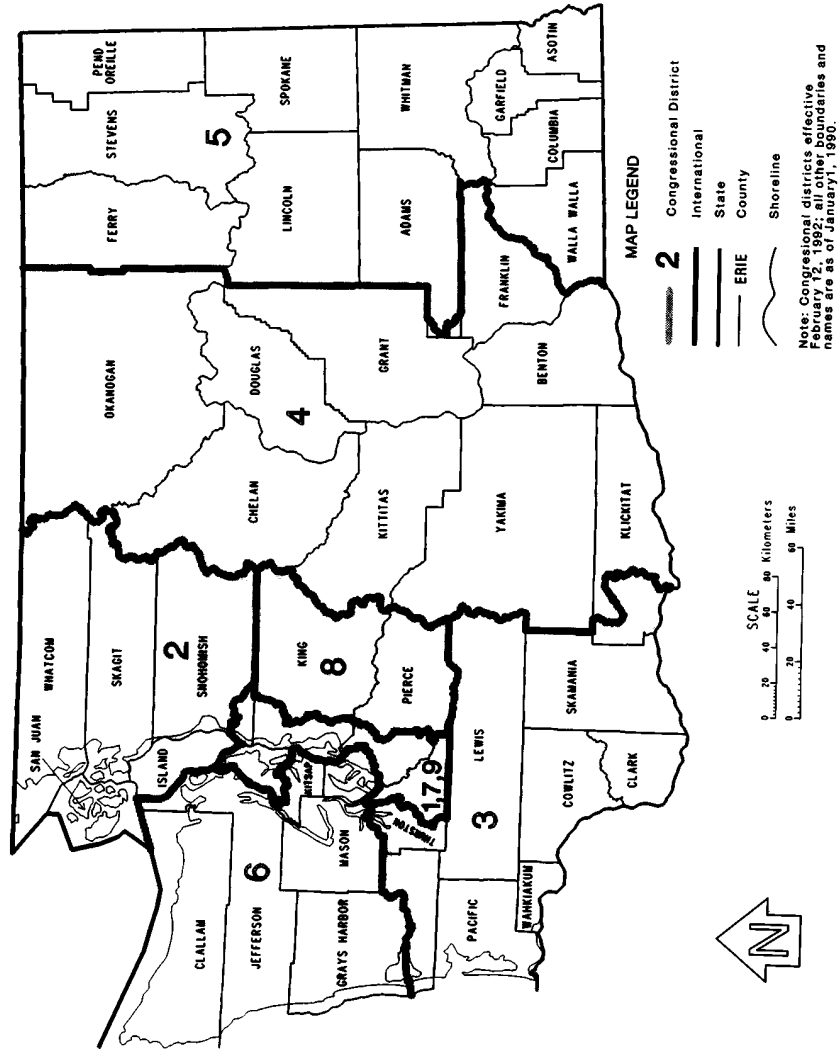 WHATCOM
SAN JUAN
SKAGIT
ISLAND
2
SNOHOMISH
CLALLAM
JEFFERSON
6
KITSAP
MASON
GRAYS HARBOR
THURSTON
1,7,9
KING
8
PIERCE
LEWIS
3
PACIFIC
WAHKIAKUM
COWLITZ
CLARK
SKAMANIA
OKANOGAN
CHELAN
DOUGLAS
4
KITTITAS
GRANT
YAKIMA
BENTON
KLICKITAT
FERRY
STEVENS
PEND
OREILLE
5
LINCOLN
SPOKANE
ADAMS
WHITMAN
FRANKLIN
WALLA WALLA
COLUMBIA
GARFIELD
ASOTIN
N
SCALE
0 20 40 60 80 Kilometers
0 20 40 60 Miles
MAP LEGEND
2 Congressional District
International
State
ERIE County
Shoreline
Note: Congresional districts effective
February 12, 1992; all other boundaries and
names are as of January1, 1990.